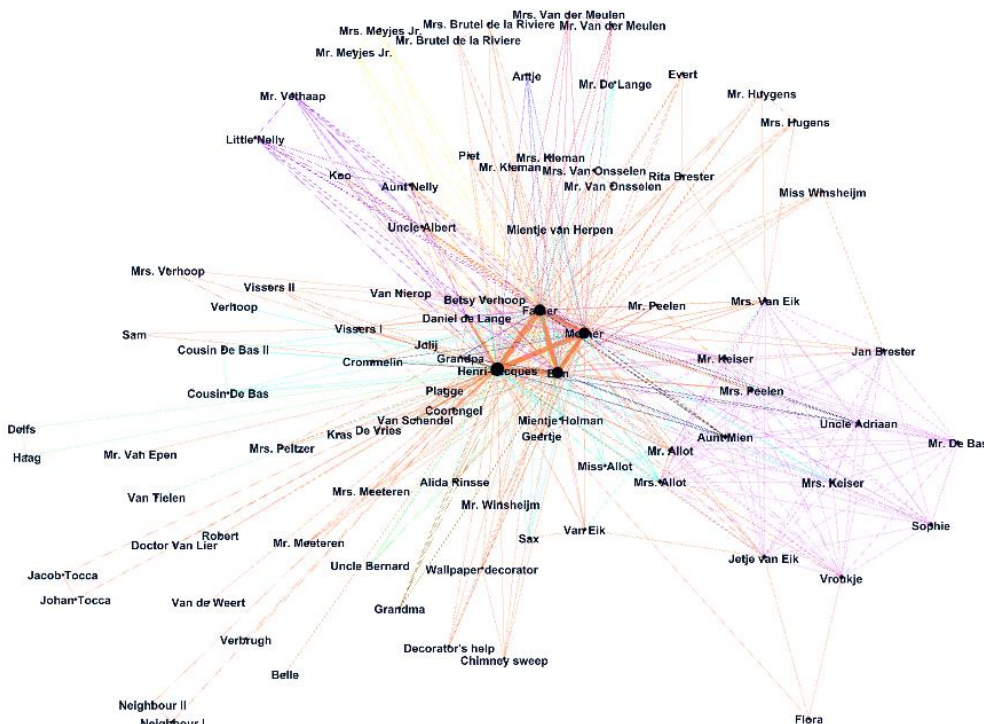 Mrs. Van der Meulen
Mrs. Brutel de la Riviere
Mr. Van der Meulen
Mrs. Meyjes Jr.
Mr. Brutel de la Riviere
Mr. Meyjes Jr.
Antje
Evert
Mr. De Lange
Mr. Vethaap
Mr. Huygens
Mrs. Hugens
Little Nelly
Piet
Mrs. Kleman
Mr. Kleman
Mrs. Van Onsselen
Koo
Rita Brester
Aunt Nelly
Mr. Van Onsselen
Miss Winsheijm
Uncle Albert
Mientje van Herpen
Mrs. Verhoop
Vissers II
Van Nierop
Betsy Verhoop
Mrs. Van Eik
Verhoop
Father
Mr. Peelen
Daniel de Lange
Sam
Vissers I
Mother
Jolij
Cousin De Bas II
Jan Brester
Crommelin
Grandpa
Mr. Keiser
Henri-Jacques
Cousin De Bas
Plagge
Mrs. Peelen
Coorengel
Van Schendel
Mientje Holman
Uncle Adriaan
Delfs
Kras
De Vries
Geertje
Aunt Mien
Mr. De Bas
Haag
Mr. Van Epen
Mrs. Peltzer
Mr. Allot
Miss Allot
Mrs. Allot
Mrs. Keiser
Alida Rinsse
Van Tielen
Mrs. Meeteren
Mr. Winsheijm
Sophie
Robert
Van Eik
Sax
Doctor Van Lier
Mr. Meeteren
Jetje van Eik
Uncle Bernard
Wallpaper decorator
Jacob Tocca
Vroukje
Johan Tocca
Van de Weert
Grandma
Verbrugh
Decorator's help
Chimney sweep
Belle
Neighbour II
Flora
Neighbour I